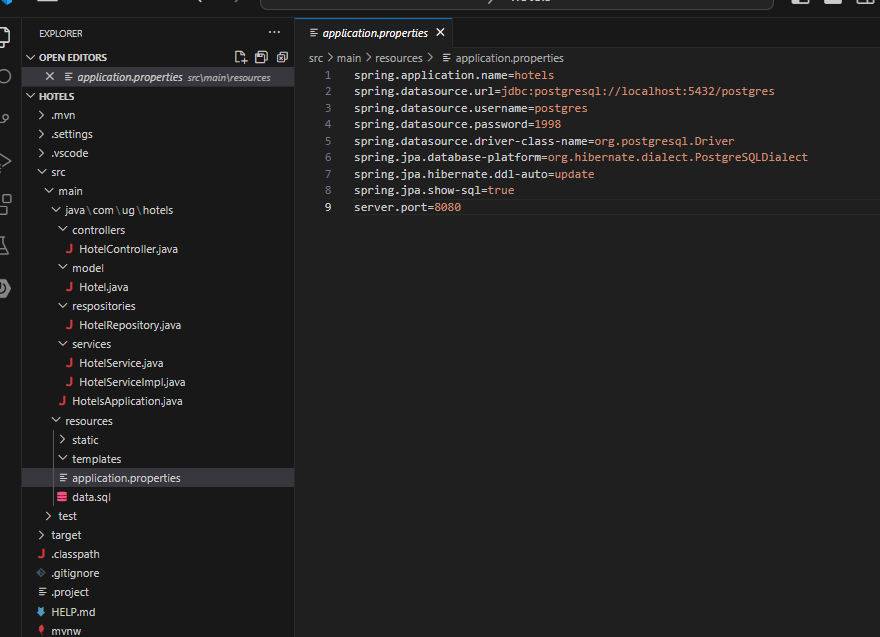 EXPLORER
···
OPEN EDITORS
application.properties src\main\resources
HOTELS
.mvn
.settings
.vscode
src
main
java\com\ug\hotels
controllers
J HotelController.java
model
J Hotel.java
respositories
J HotelRepository.java
services
J HotelService.java
J HotelServiceImpl.java
J HotelsApplication.java
resources
static
templates
application.properties
data.sql
test
target
J .classpath
.gitignore
.project
HELP.md
mvnw
application.properties
src > main > resources > application.properties
1 spring.application.name=hotels
2 spring.datasource.url=jdbc:postgresql://localhost:5432/postgres
3 spring.datasource.username=postgres
4 spring.datasource.password=1998
5 spring.datasource.driver-class-name=org.postgresql.Driver
6 spring.jpa.database-platform=org.hibernate.dialect.PostgreSQLDialect
7 spring.jpa.hibernate.ddl-auto=update
8 spring.jpa.show-sql=true
9 server.port=8080